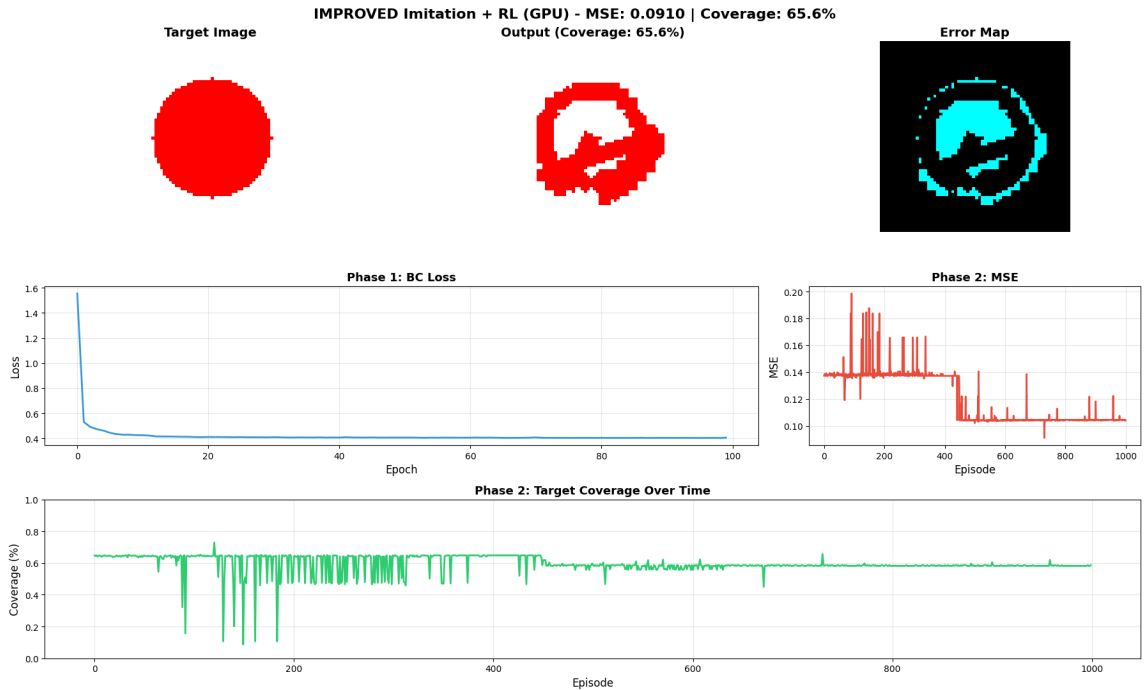 IMPROVED Imitation + RL (GPU) - MSE: 0.0910 | Coverage: 65.6%
Target Image
Output (Coverage: 65.6%)
Error Map
Phase 1: BC Loss
Loss
1.6
1.4
1.2
1.0
0.8
0.6
0.4
0
20
40
60
80
100
Epoch
Phase 2: MSE
MSE
0.20
0.18
0.16
0.14
0.12
0.10
0
200
400
600
800
1000
Episode
Phase 2: Target Coverage Over Time
Coverage (%)
1.0
0.8
0.6
0.4
0.2
0.0
0
200
400
600
800
1000
Episode